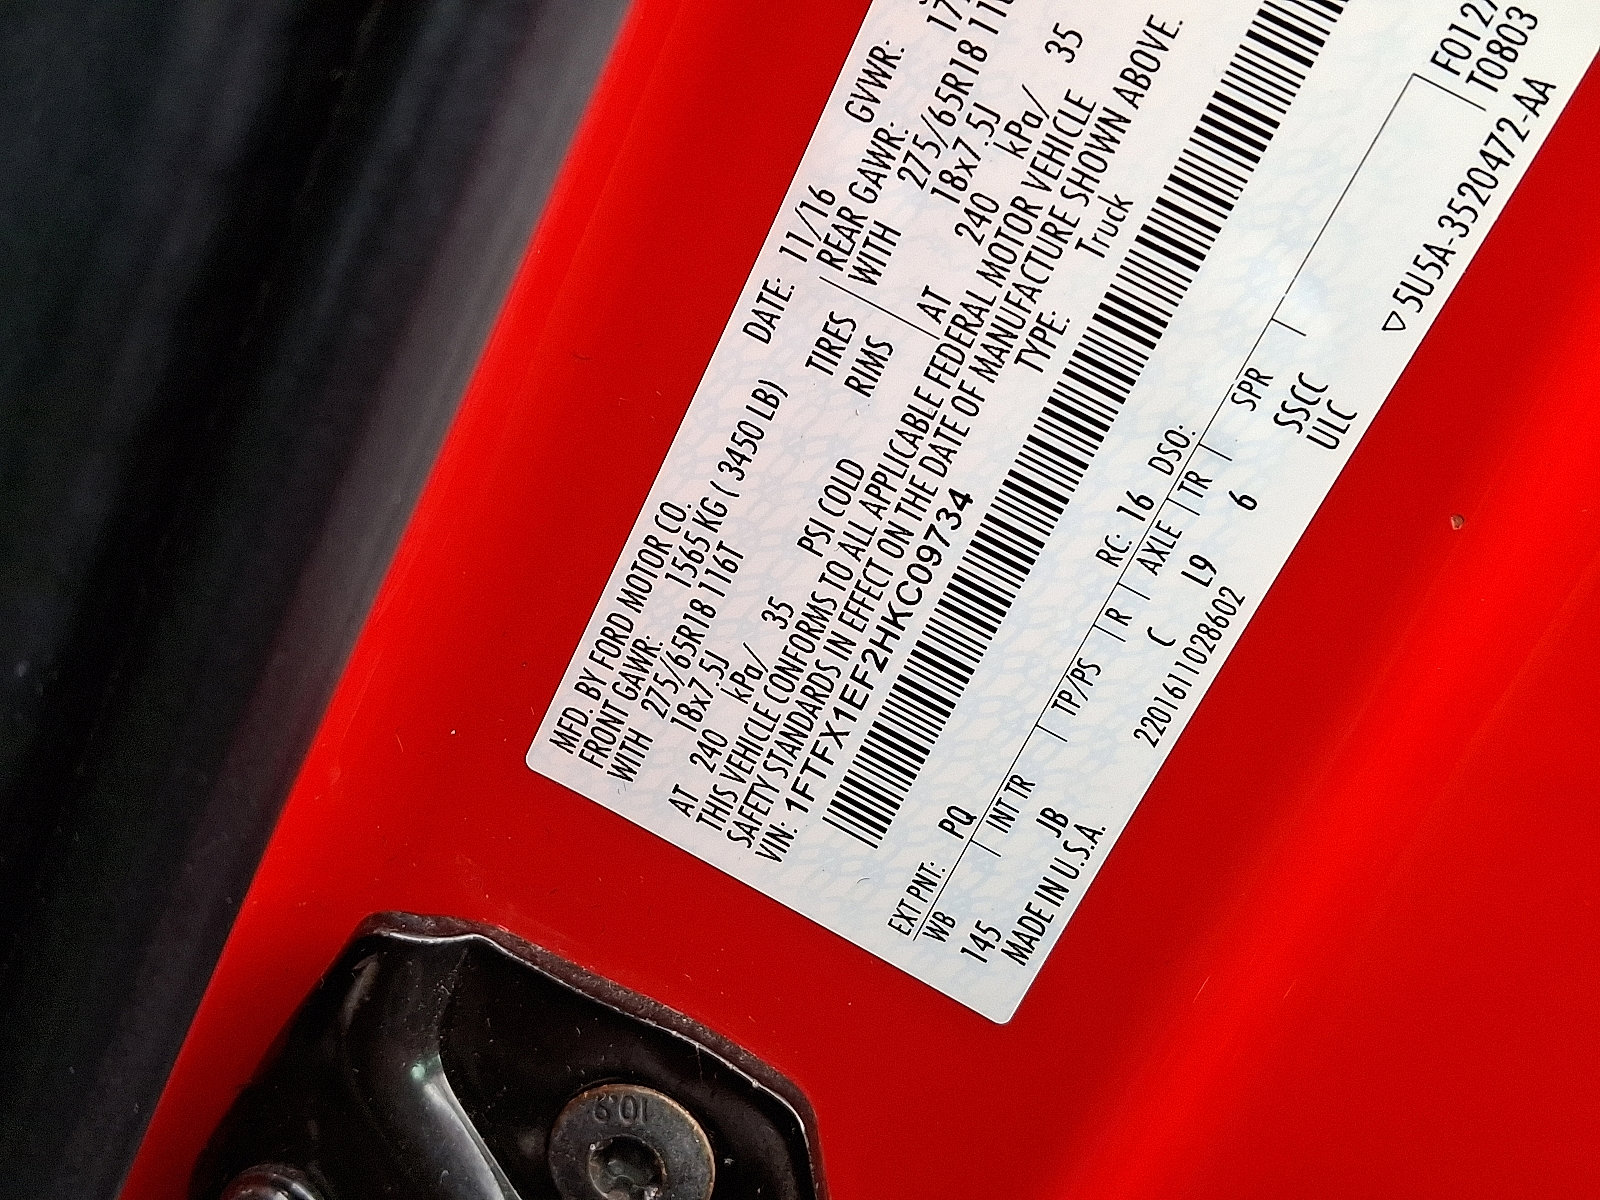 MFD. BY FORD MOTOR CO.
DATE: 11/16 GVWR:
FRONT GAWR: 1565 KG ( 3450 LB)
REAR GAWR:
WITH 275/65R18 116T TIRES
WITH 275/65R18
18x7.5J RIMS
18x7.5J
AT 240 kPa/ 35 PSI COLD
AT 240 kPa/ 35
THIS VEHICLE CONFORMS TO ALL APPLICABLE FEDERAL MOTOR VEHICLE
SAFETY STANDARDS IN EFFECT ON THE DATE OF MANUFACTURE SHOWN ABOVE.
VIN: 1FTFX1EF2HKC09734 TYPE: Truck
EXT PNT: PQ RC: 16 DSO:
WB INT TR TP/PS R AXLE TR SPR
145 JB C L9 6 SSCC
MADE IN U.S.A. 2201611028602 ULC
T0803
▽5U5A-3520472-AA
10.9